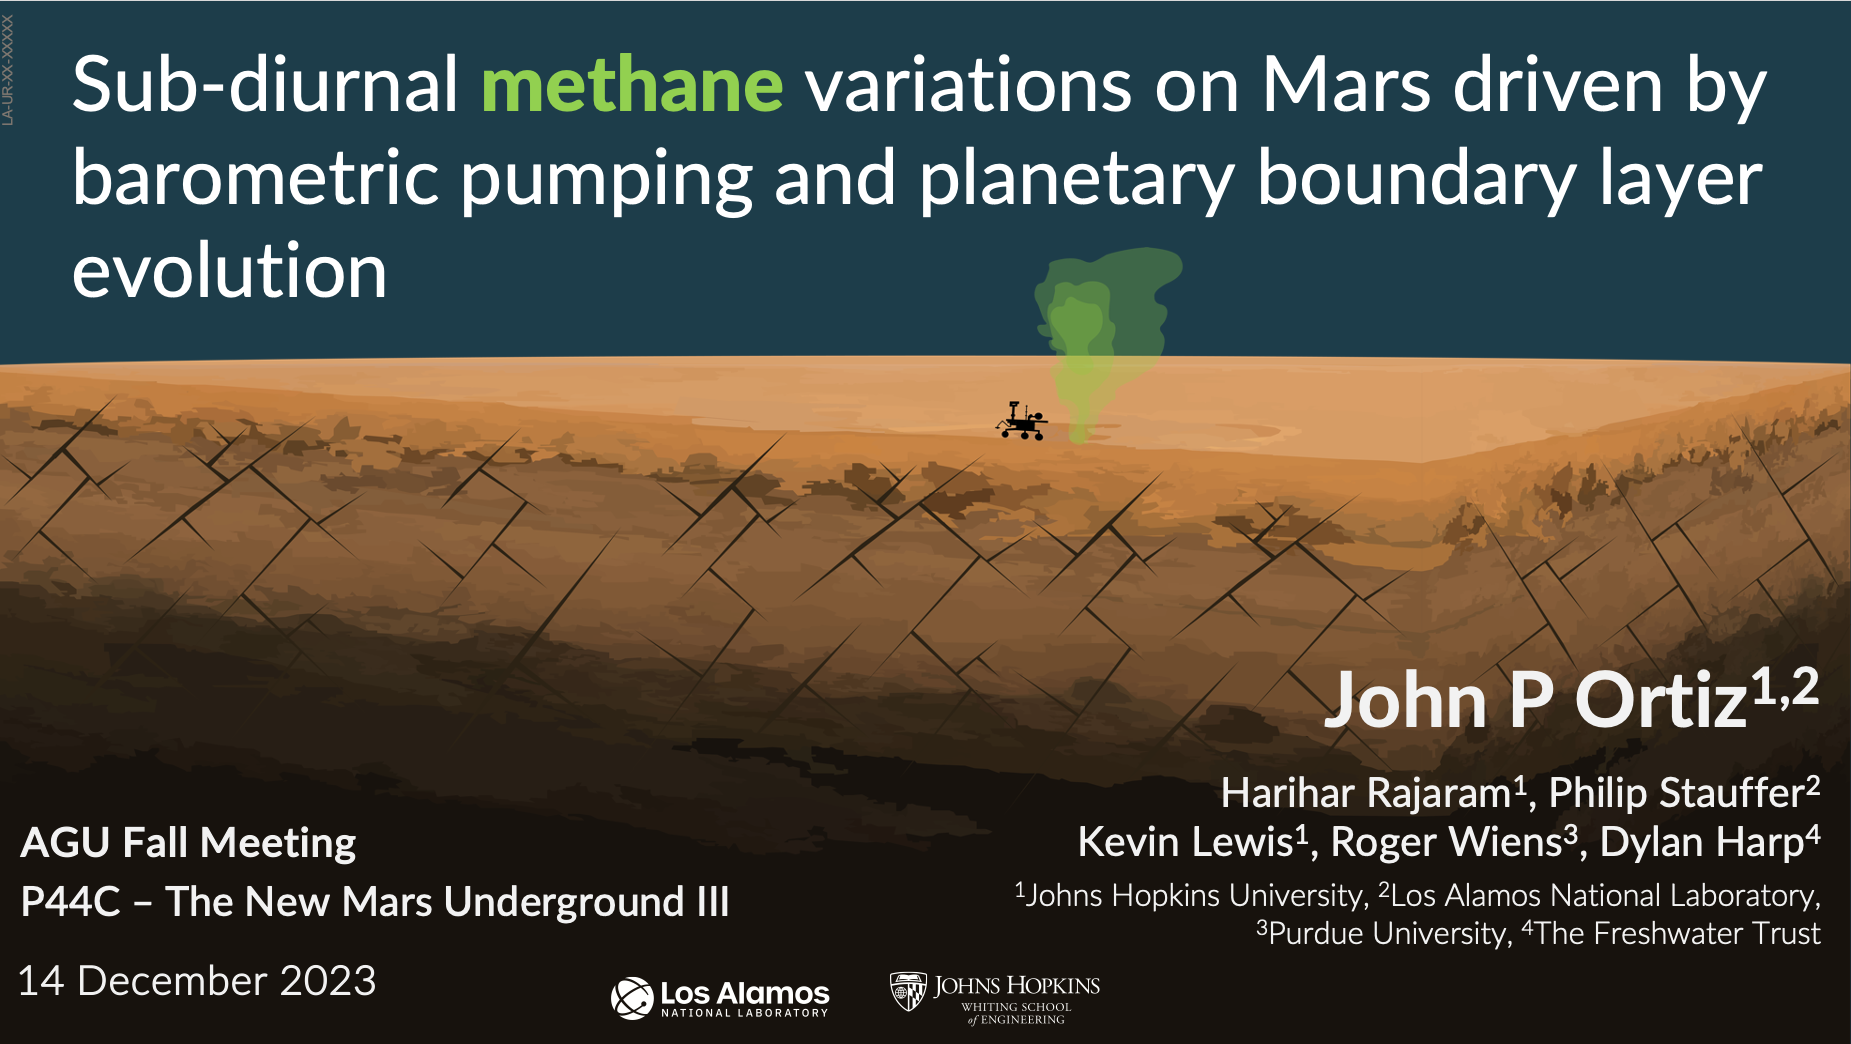 LA-UR-XX-XXXXX
Sub-diurnal methane variations on Mars driven by
barometric pumping and planetary boundary layer
evolution
John P Ortiz¹,²
Harihar Rajaram¹, Philip Stauffer²
Kevin Lewis¹, Roger Wiens³, Dylan Harp⁴
¹Johns Hopkins University, ²Los Alamos National Laboratory,
³Purdue University, ⁴The Freshwater Trust
AGU Fall Meeting
P44C – The New Mars Underground III
14 December 2023
Los Alamos
NATIONAL LABORATORY
JOHNS HOPKINS
WHITING SCHOOL
of ENGINEERING